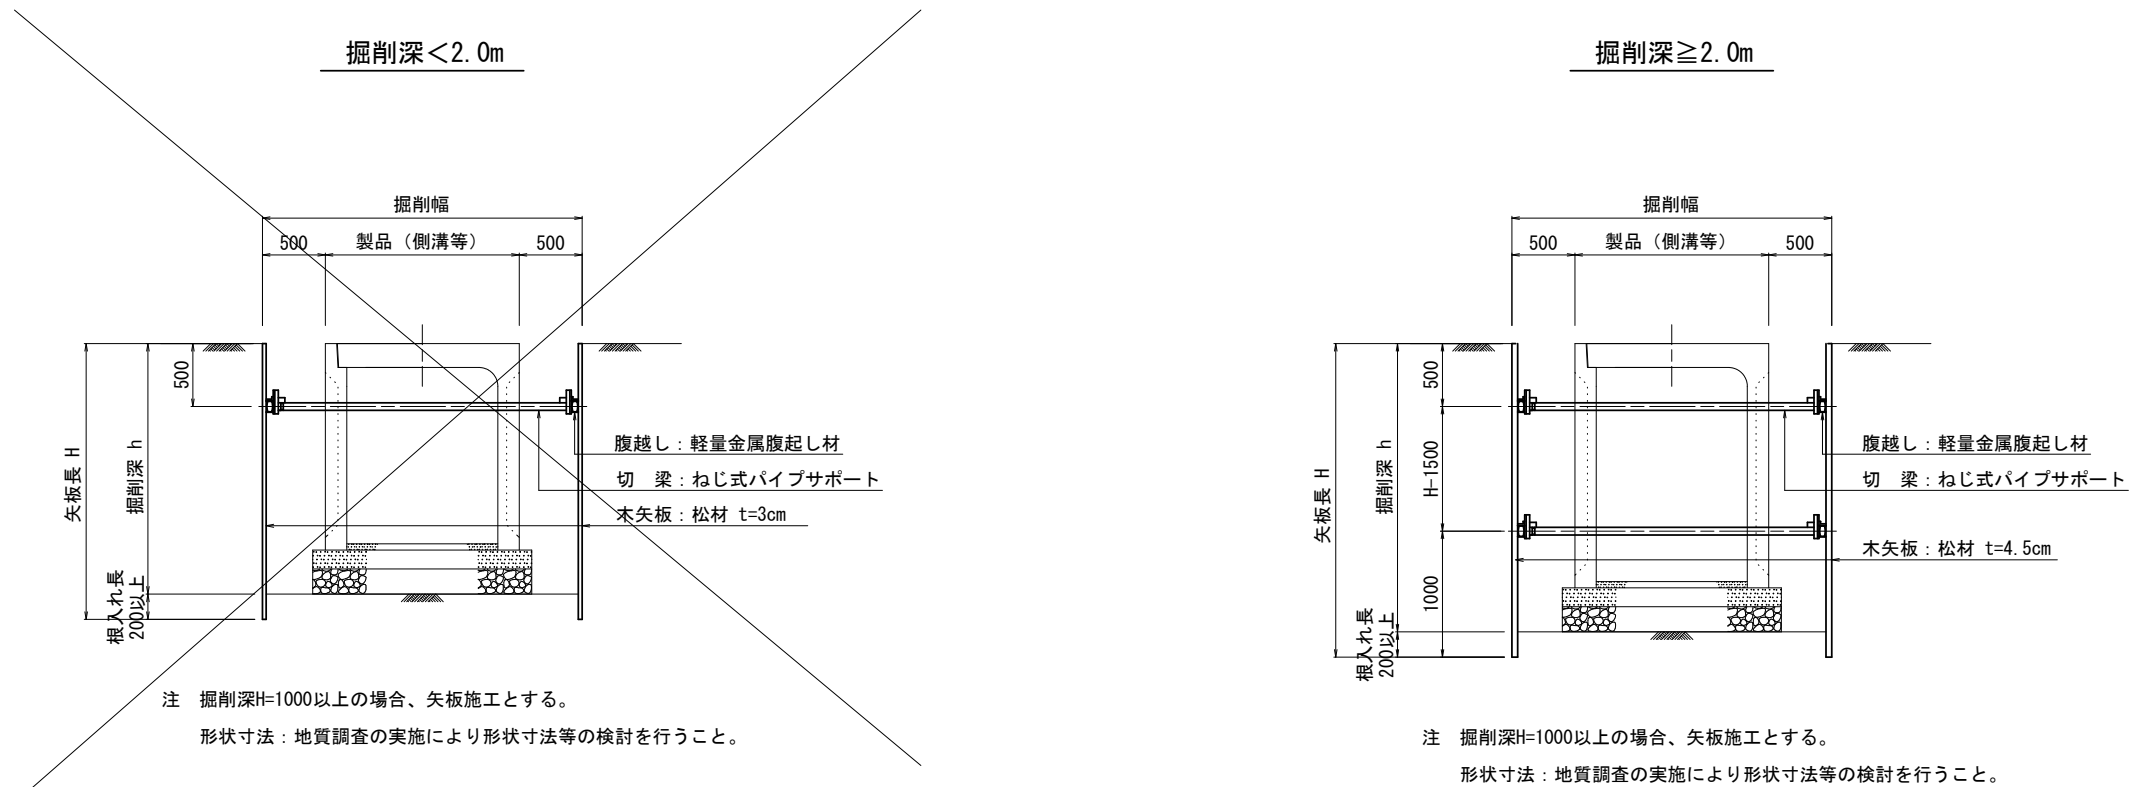 掘削深＜2.0m
掘削幅
500
製品（側溝等）
500
500
矢板長 H
掘削深 h
根入れ長
200以上
腹越し：軽量金属腹起し材
切　梁：ねじ式パイプサポート
木矢板：松材 t=3cm
注　掘削深H=1000以上の場合、矢板施工とする。
形状寸法：地質調査の実施により形状寸法等の検討を行うこと。
掘削深≧2.0m
掘削幅
500
製品（側溝等）
500
500
H-1500
1000
矢板長 H
掘削深 h
根入れ長
200以上
腹越し：軽量金属腹起し材
切　梁：ねじ式パイプサポート
木矢板：松材 t=4.5cm
注　掘削深H=1000以上の場合、矢板施工とする。
形状寸法：地質調査の実施により形状寸法等の検討を行うこと。